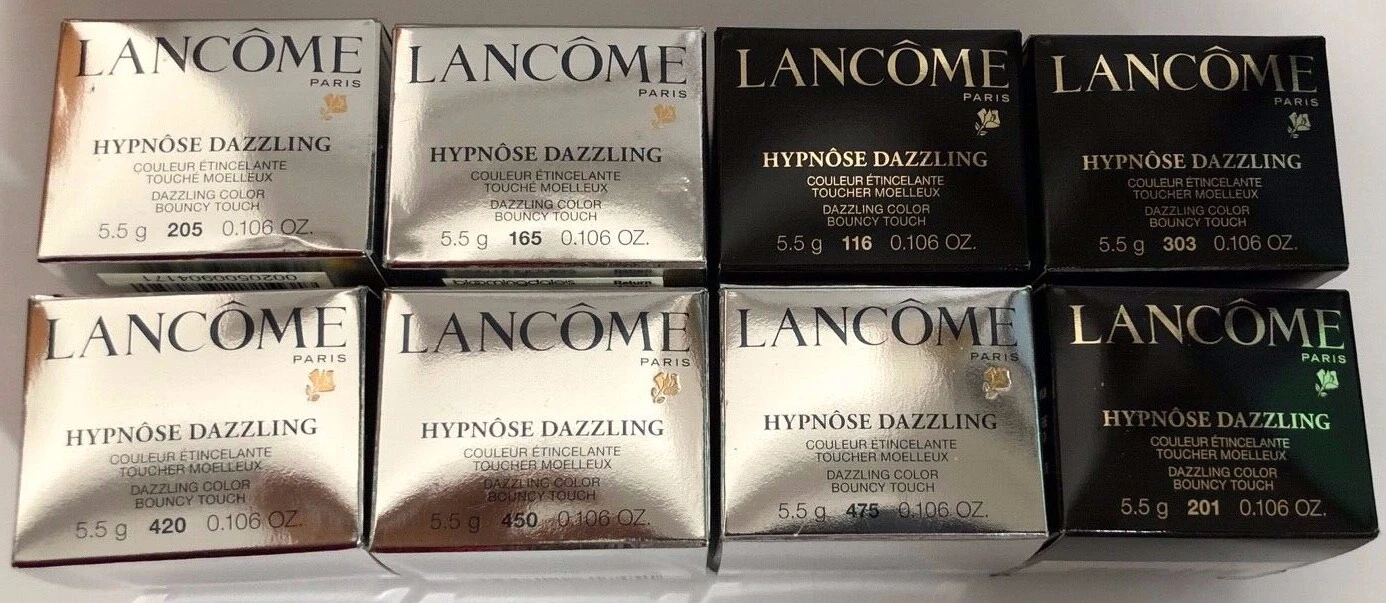 LANCÔME
PARIS
HYPNÔSE DAZZLING
COULEUR ÉTINCELANTE
TOUCHÉ MOELLEUX
DAZZLING COLOR
BOUNCY TOUCH
5.5 g 205 0.106 OZ.
0020500904171
LANCÔME
PARIS
HYPNÔSE DAZZLING
COULEUR ÉTINCELANTE
TOUCHÉ MOELLEUX
DAZZLING COLOR
BOUNCY TOUCH
5.5 g 165 0.106 OZ.
bloomingdale's
Return
LANCÔME
PARIS
HYPNÔSE DAZZLING
COULEUR ÉTINCELANTE
TOUCHER MOELLEUX
DAZZLING COLOR
BOUNCY TOUCH
5.5 g 116 0.106 OZ.
LANCÔME
PARIS
HYPNÔSE DAZZLING
COULEUR ÉTINCELANTE
TOUCHER MOELLEUX
DAZZLING COLOR
BOUNCY TOUCH
5.5 g 303 0.106 OZ.
LANCÔME
PARIS
HYPNÔSE DAZZLING
COULEUR ÉTINCELANTE
TOUCHER MOELLEUX
DAZZLING COLOR
BOUNCY TOUCH
5.5 g 420 0.106 OZ.
LANCÔME
PARIS
HYPNÔSE DAZZLING
COULEUR ÉTINCELANTE
TOUCHER MOELLEUX
DAZZLING COLOR
BOUNCY TOUCH
5.5 g 450 0.106 OZ.
LANCÔME
PARIS
HYPNÔSE DAZZLING
COULEUR ÉTINCELANTE
TOUCHER MOELLEUX
DAZZLING COLOR
BOUNCY TOUCH
5.5 g 475 0.106 OZ.
LANCÔME
PARIS
HYPNÔSE DAZZLING
COULEUR ÉTINCELANTE
TOUCHER MOELLEUX
DAZZLING COLOR
BOUNCY TOUCH
5.5 g 201 0.106 OZ.